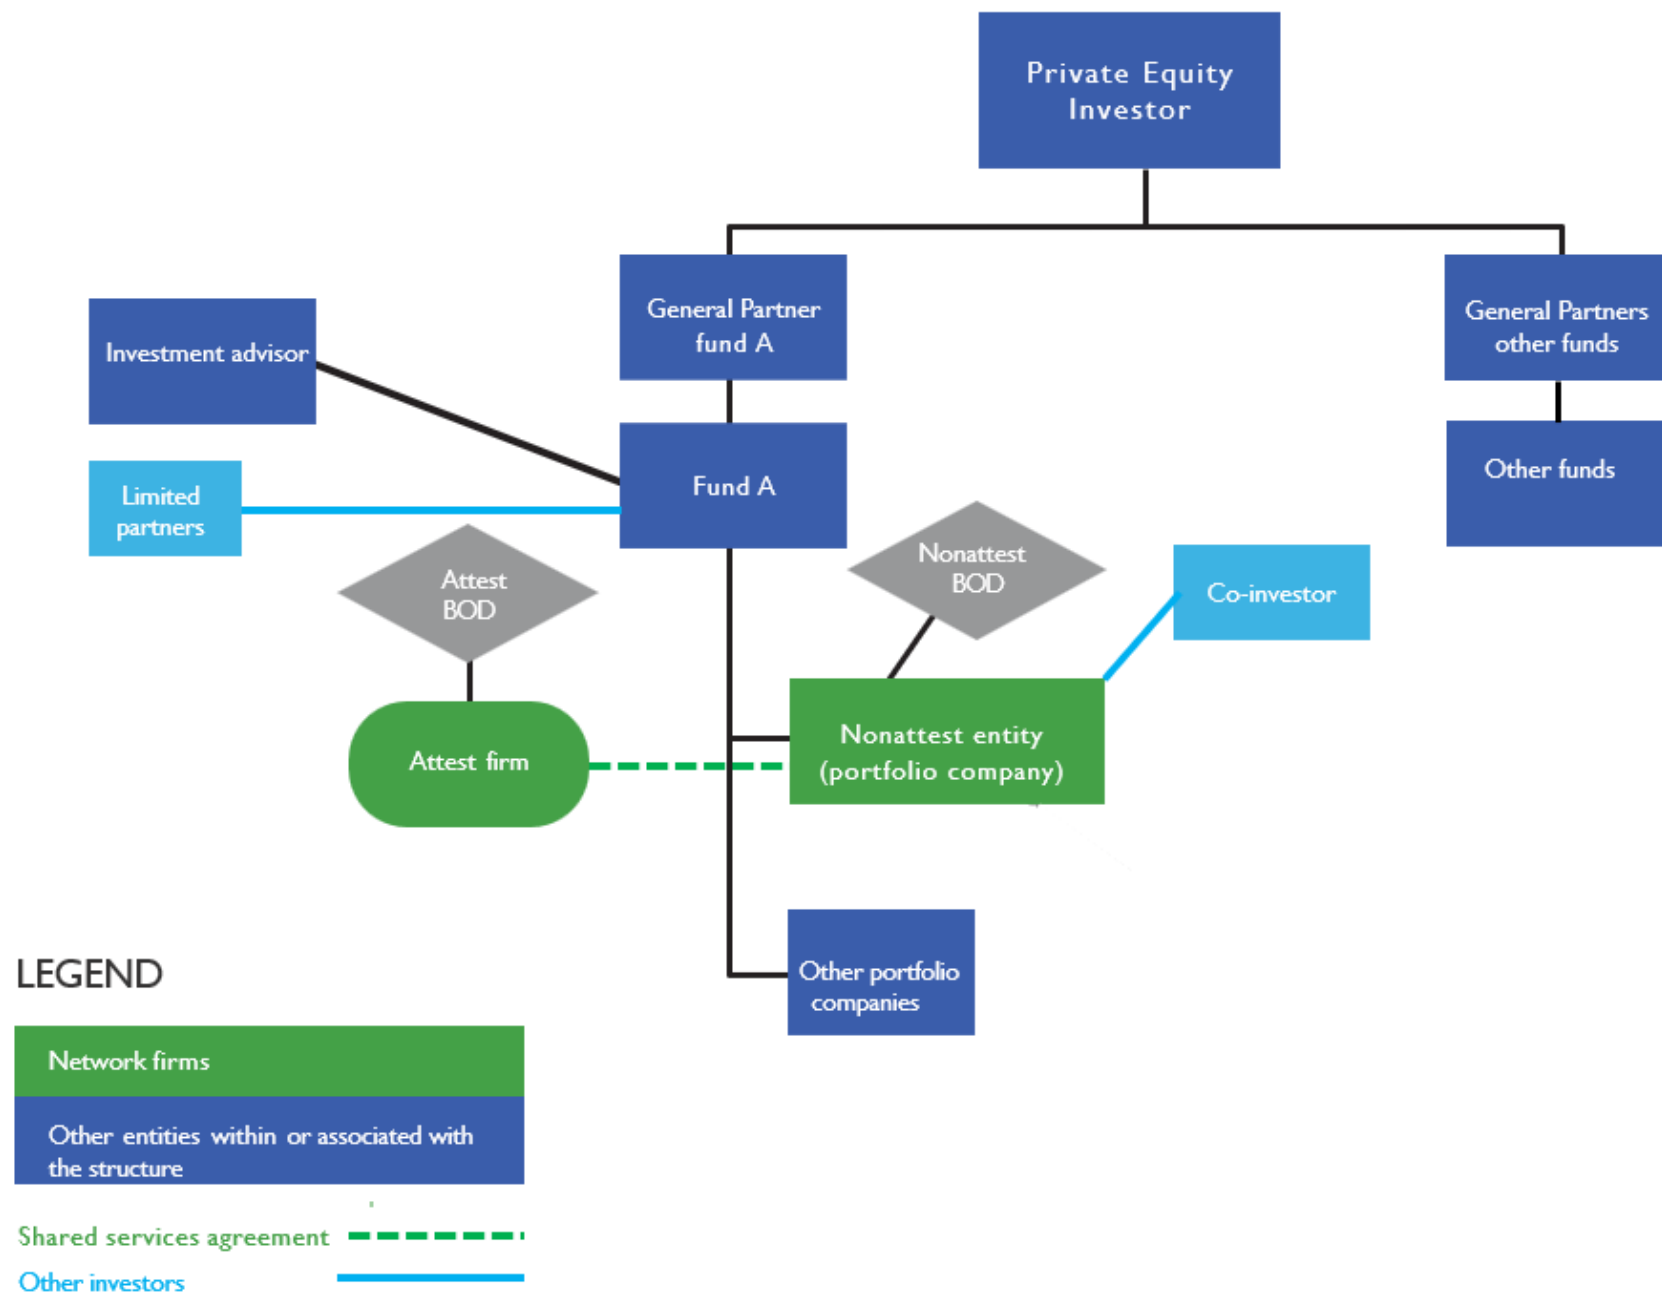 Private Equity
Investor
General Partner
fund A
General Partners
other funds
Investment advisor
Fund A
Other funds
Limited
partners
Attest
BOD
Nonattest
BOD
Co-investor
Attest firm
Nonattest entity
(portfolio company)
Other portfolio
companies
LEGEND
Network firms
Other entities within or associated with
the structure
Shared services agreement
Other investors